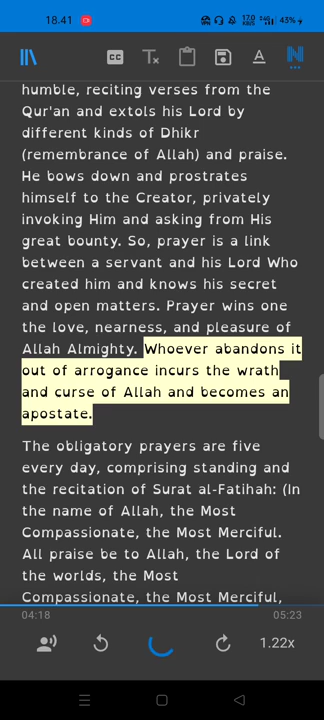 18.41
17.0
KB/S
43%
CC
humble, reciting verses from the
Qur'an and extols his Lord by
different kinds of Dhikr
(remembrance of Allah) and praise.
He bows down and prostrates
himself to the Creator, privately
invoking Him and asking from His
great bounty. So, prayer is a link
between a servant and his Lord Who
created him and knows his secret
and open matters. Prayer wins one
the love, nearness, and pleasure of
Allah Almighty. Whoever abandons it
out of arrogance incurs the wrath
and curse of Allah and becomes an
apostate.
The obligatory prayers are five
every day, comprising standing and
the recitation of Surat al-Fatihah: (In
the name of Allah, the Most
Compassionate, the Most Merciful.
All praise be to Allah, the Lord of
the worlds, the Most
Compassionate, the Most Merciful,
04:18 05:23
1.22x